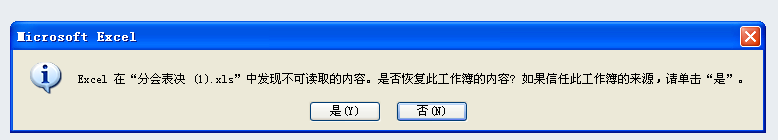 Microsoft Excel
Excel 在“分会表决 (1).xls”中发现不可读取的内容。是否恢复此工作簿的内容? 如果信任此工作簿的来源，请单击“是”。
是(Y) 否(N)